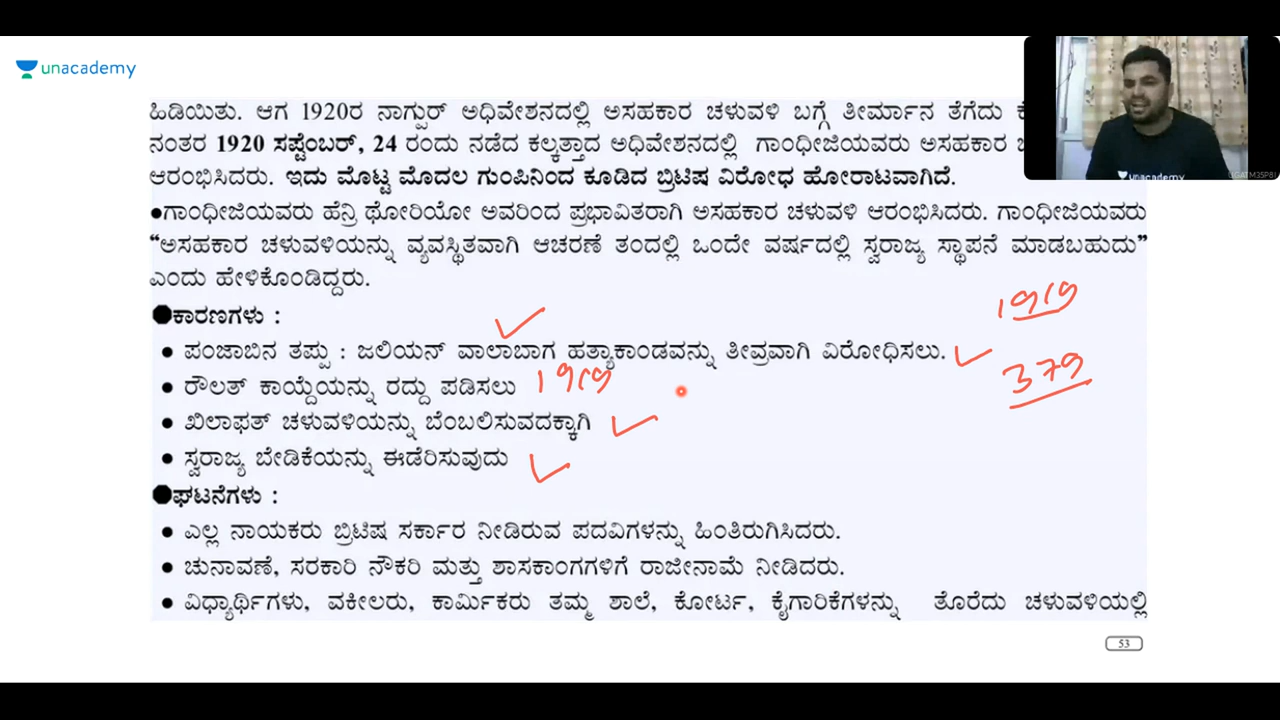 unacademy
ಹಿಡಿಯಿತು. ಆಗ 1920ರ ನಾಗ್ಪುರ್ ಅಧಿವೇಶನದಲ್ಲಿ ಅಸಹಕಾರ ಚಳುವಳಿ ಬಗ್ಗೆ ತೀರ್ಮಾನ ತೆಗೆದು
ನಂತರ 1920 ಸಪ್ಟೆಂಬರ್, 24 ರಂದು ನಡೆದ ಕಲ್ಕತ್ತಾದ ಅಧಿವೇಶನದಲ್ಲಿ ಗಾಂಧೀಜಿಯವರು ಅಸಹಕಾರ
ಆರಂಭಿಸಿದರು. ಇದು ಮೊಟ್ಟ ಮೊದಲ ಗುಂಪಿನಿಂದ ಕೂಡಿದ ಬ್ರಿಟಿಷ ವಿರೋಧ ಹೋರಾಟವಾಗಿದೆ.
unacademy
●ಗಾಂಧೀಜಿಯವರು ಹೆನ್ರಿ ಥೋರಿಯೋ ಅವರಿಂದ ಪ್ರಭಾವಿತರಾಗಿ ಅಸಹಕಾರ ಚಳುವಳಿ ಆರಂಭಿಸಿದರು. ಗಾಂಧೀಜಿಯವರು
“ಅಸಹಕಾರ ಚಳುವಳಿಯನ್ನು ವ್ಯವಸ್ಥಿತವಾಗಿ ಆಚರಣೆ ತಂದಲ್ಲಿ ಒಂದೇ ವರ್ಷದಲ್ಲಿ ಸ್ವರಾಜ್ಯ ಸ್ಥಾಪನೆ ಮಾಡಬಹುದು”
ಎಂದು ಹೇಳಿಕೊಂಡಿದ್ದರು.
1919
●ಕಾರಣಗಳು :
● ಪಂಜಾಬಿನ ತಪ್ಪು : ಜಲಿಯನ್ ವಾಲಾಬಾಗ ಹತ್ಯಾಕಾಂಡವನ್ನು ತೀವ್ರವಾಗಿ ವಿರೋಧಿಸಲು.
379
● ರೌಲತ್ ಕಾಯ್ದೆಯನ್ನು ರದ್ದು ಪಡಿಸಲು 1919
● ಖಿಲಾಫತ್ ಚಳುವಳಿಯನ್ನು ಬೆಂಬಲಿಸುವದಕ್ಕಾಗಿ
● ಸ್ವರಾಜ್ಯ ಬೇಡಿಕೆಯನ್ನು ಈಡೆರಿಸುವುದು
●ಘಟನೆಗಳು :
● ಎಲ್ಲ ನಾಯಕರು ಬ್ರಿಟಿಷ ಸರ್ಕಾರ ನೀಡಿರುವ ಪದವಿಗಳನ್ನು ಹಿಂತಿರುಗಿಸಿದರು.
● ಚುನಾವಣೆ, ಸರಕಾರಿ ನೌಕರಿ ಮತ್ತು ಶಾಸಕಾಂಗಗಳಿಗೆ ರಾಜೀನಾಮೆ ನೀಡಿದರು.
● ವಿಧ್ಯಾರ್ಥಿಗಳು, ವಕೀಲರು, ಕಾರ್ಮಿಕರು ತಮ್ಮ ಶಾಲೆ, ಕೋರ್ಟ, ಕೈಗಾರಿಕೆಗಳನ್ನು ತೊರೆದು ಚಳುವಳಿಯಲ್ಲಿ
53